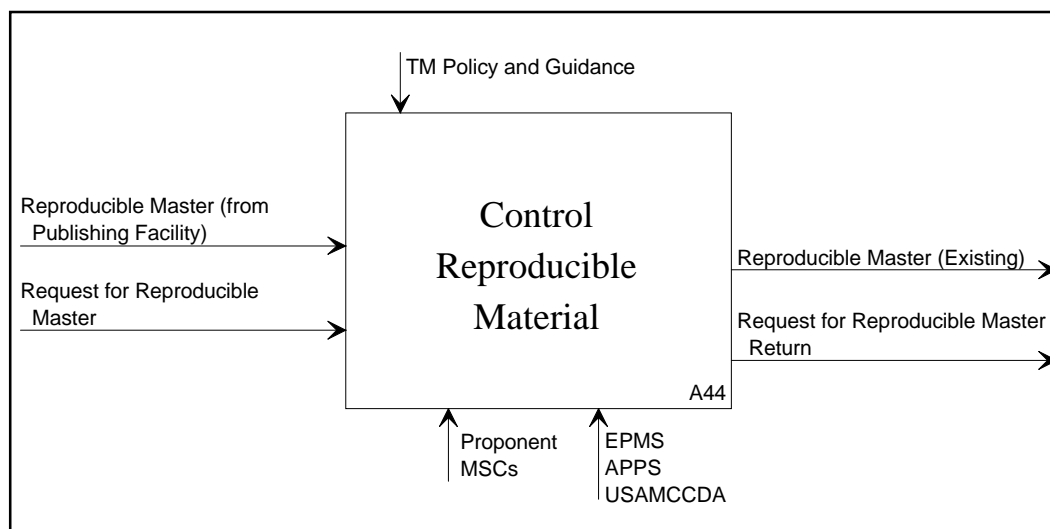 TM Policy and Guidance
Reproducible Master (from
Publishing Facility)
Request for Reproducible
Master
Control
Reproducible
Material
A44
Reproducible Master (Existing)
Request for Reproducible Master
Return
Proponent
MSCs
EPMS
APPS
USAMCCDA